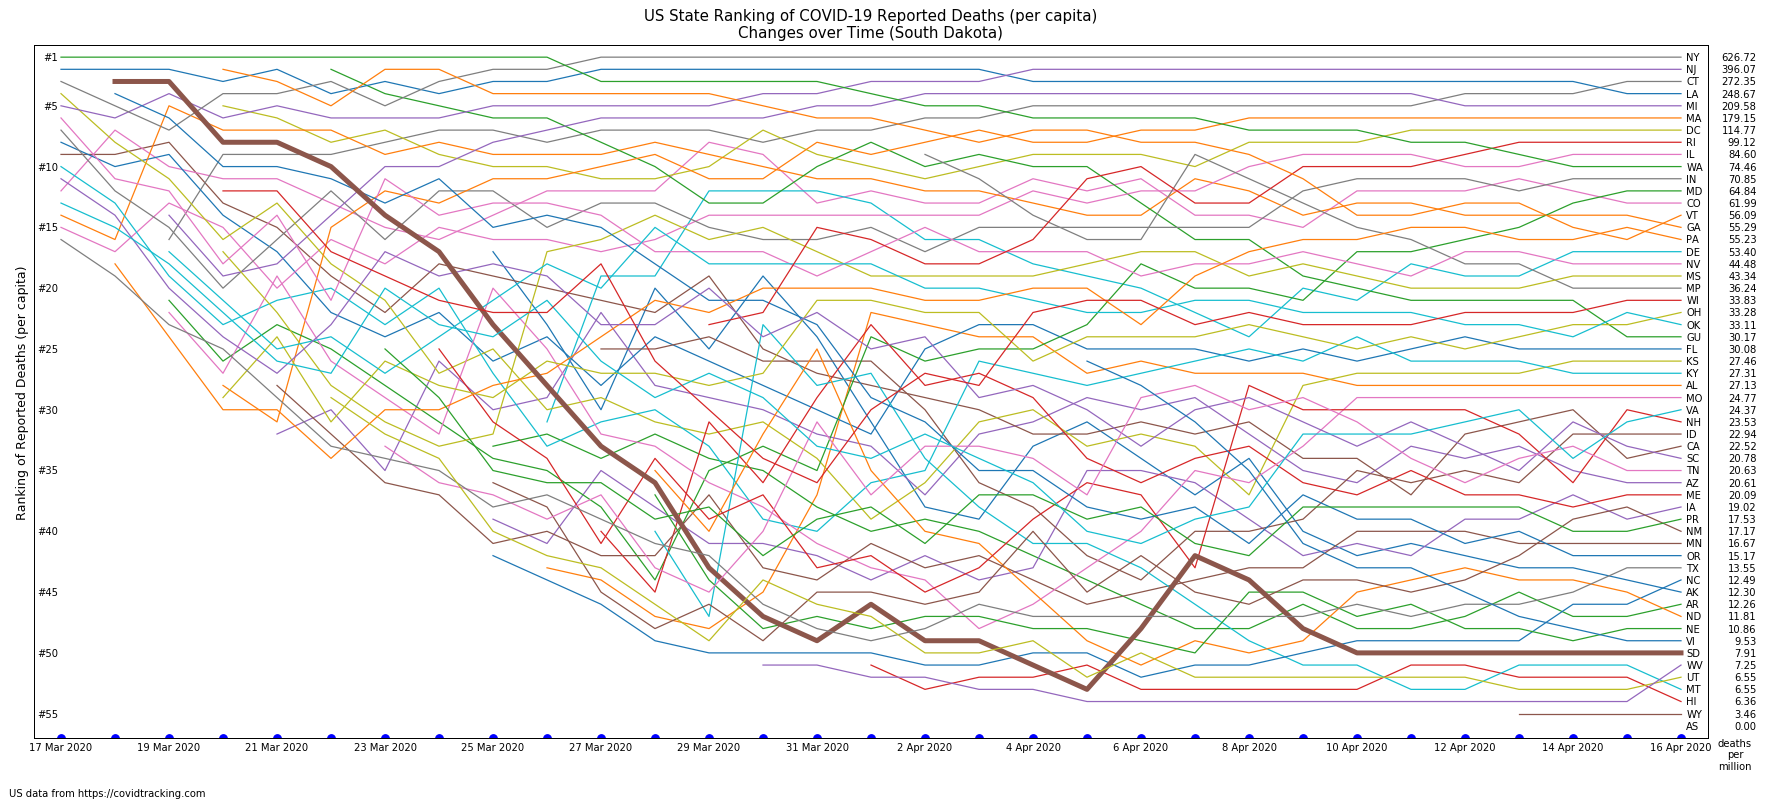 US State Ranking of COVID-19 Reported Deaths (per capita)
Changes over Time (South Dakota)
Ranking of Reported Deaths (per capita)
#1
#5
#10
#15
#20
#25
#30
#35
#40
#45
#50
#55
NY 626.72
NJ 396.07
CT 272.35
LA 248.67
MI 209.58
MA 179.15
DC 114.77
RI 99.12
IL 84.60
WA 74.46
IN 70.85
MD 64.84
CO 61.99
VT 56.09
GA 55.29
PA 55.23
DE 53.40
NV 44.48
MS 43.34
MP 36.24
WI 33.83
OH 33.28
OK 33.11
GU 30.17
FL 30.08
KS 27.46
KY 27.31
AL 27.13
MO 24.77
VA 24.37
NH 23.53
ID 22.94
CA 22.52
SC 20.78
TN 20.63
AZ 20.61
ME 20.09
IA 19.02
PR 17.53
NM 17.17
MN 16.67
OR 15.17
TX 13.55
NC 12.49
AK 12.30
AR 12.26
ND 11.81
NE 10.86
VI 9.53
SD 7.91
WV 7.25
UT 6.55
MT 6.55
HI 6.36
WY 3.46
AS 0.00
17 Mar 2020 19 Mar 2020 21 Mar 2020 23 Mar 2020 25 Mar 2020 27 Mar 2020 29 Mar 2020 31 Mar 2020 2 Apr 2020 4 Apr 2020 6 Apr 2020 8 Apr 2020 10 Apr 2020 12 Apr 2020 14 Apr 2020 16 Apr 2020
deaths
per
million
US data from https://covidtracking.com